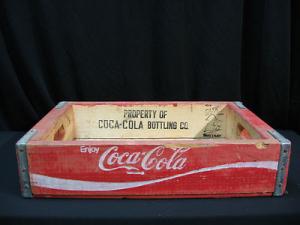 PROPERTY OF
COCA-COLA BOTTLING CO.
Enjoy
Coca-Cola